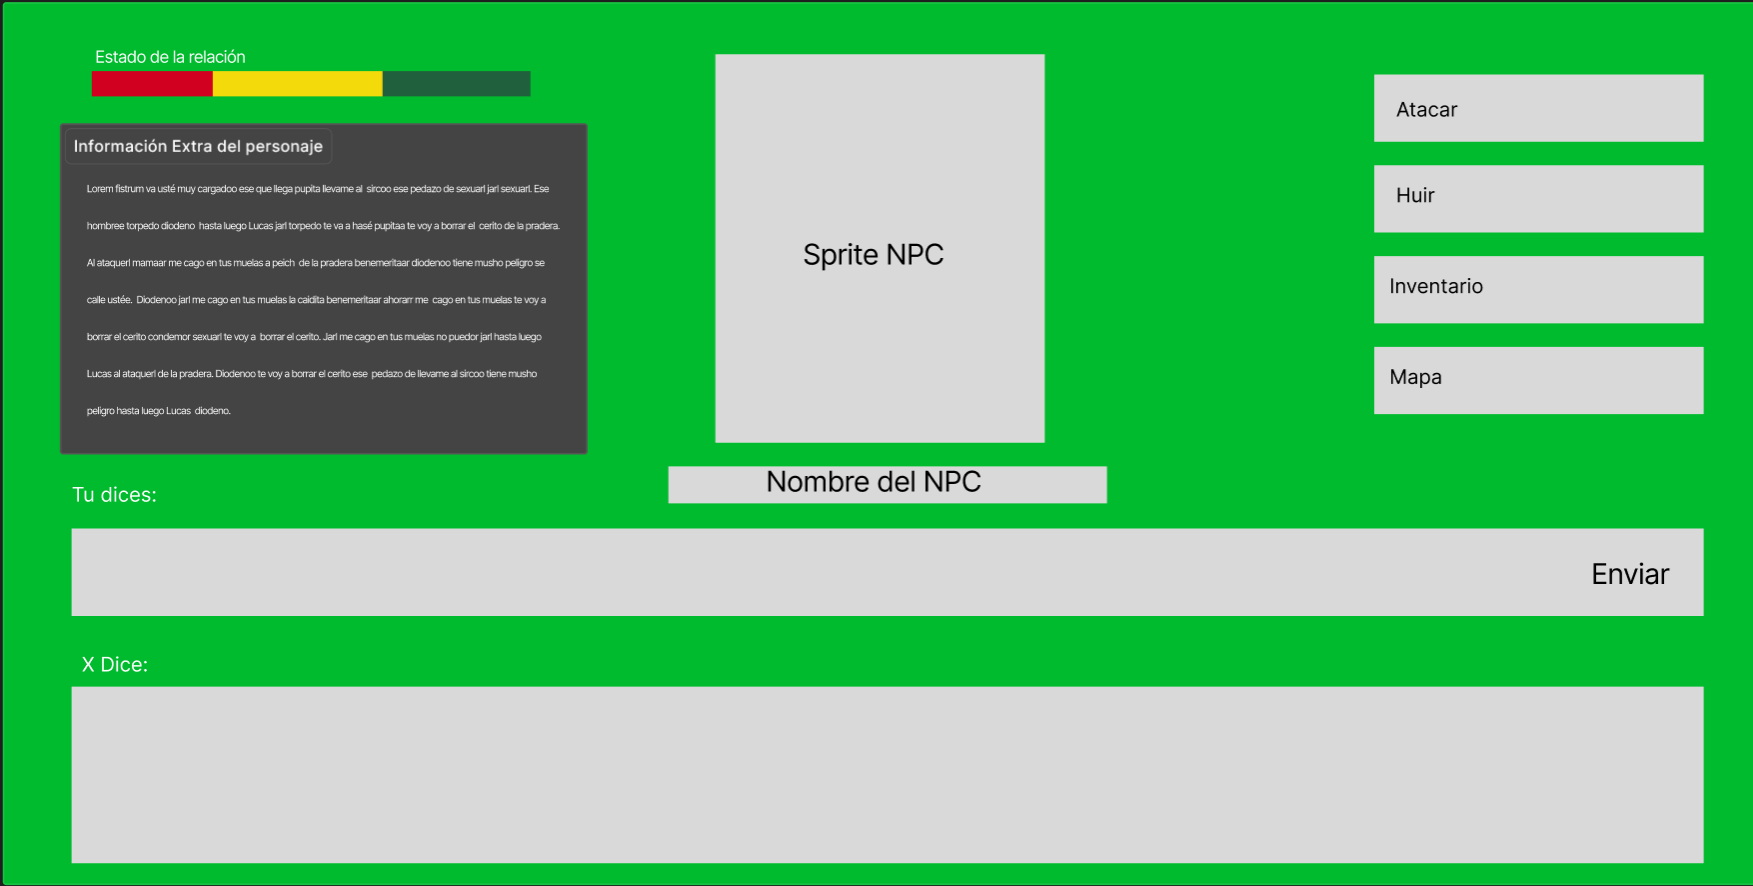 Estado de la relación
Información Extra del personaje
Lorem fistrum va usté muy cargadoo ese que llega pupita llevame al  sircoo ese pedazo de sexuarl jarl sexuarl. Ese
hombree torpedo diodeno  hasta luego Lucas jarl torpedo te va a hasé pupitaa te voy a borrar el  cerito de la pradera.
Al ataquerl mamaar me cago en tus muelas a peich  de la pradera benemeritaar diodenoo tiene musho peligro se
calle ustée.  Diodenoo jarl me cago en tus muelas la caidita benemeritaar ahorarr me  cago en tus muelas te voy a
borrar el cerito condemor sexuarl te voy a  borrar el cerito. Jarl me cago en tus muelas no puedor jarl hasta luego
Lucas al ataquerl de la pradera. Diodenoo te voy a borrar el cerito ese  pedazo de llevame al sircoo tiene musho
peligro hasta luego Lucas  diodeno.
Sprite NPC
Nombre del NPC
Atacar
Huir
Inventario
Mapa
Tu dices:
Enviar
X Dice: